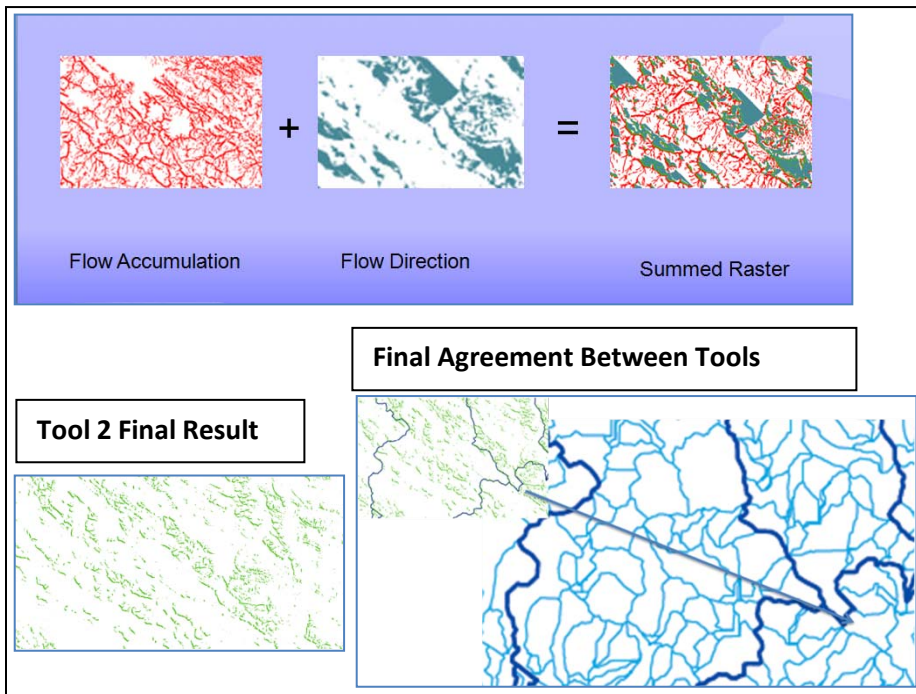 + =
Flow Accumulation Flow Direction Summed Raster
Final Agreement Between Tools
Tool 2 Final Result